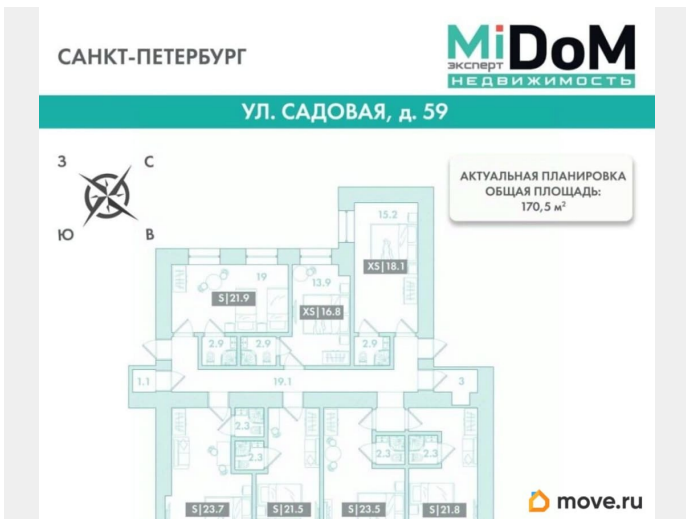 САНКТ-ПЕТЕРБУРГ
MiDoM
эксперт
НЕДВИЖИМОСТЬ
УЛ. САДОВАЯ, д. 59
З
С
Ю
В
АКТУАЛЬНАЯ ПЛАНИРОВКА
ОБЩАЯ ПЛОЩАДЬ:
170,5 м²
15.2
XS|18.1
19
S|21.9
13.9
XS|16.8
2.9
2.9
2.9
1.1
19.1
3
2.3
2.3
2.3
2.3
S|23.7
S|21.5
S|23.5
S|21.8
move.ru